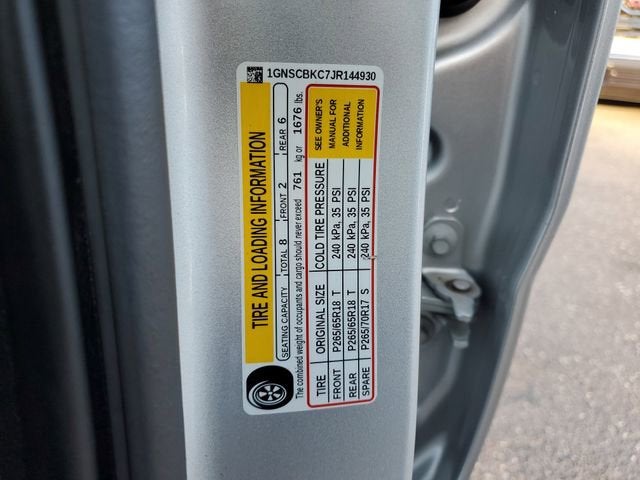 1GNSCBKC7JR144930
TIRE AND LOADING INFORMATION
SEATING CAPACITY TOTAL 8 FRONT 2 REAR 6
The combined weight of occupants and cargo should never exceed 761 kg or 1676 lbs.
TIRE ORIGINAL SIZE COLD TIRE PRESSURE SEE OWNER'S
FRONT P265/65R18 T 240 kPa, 35 PSI MANUAL FOR
REAR P265/65R18 T 240 kPa, 35 PSI ADDITIONAL
SPARE P265/70R17 S 240 kPa, 35 PSI INFORMATION